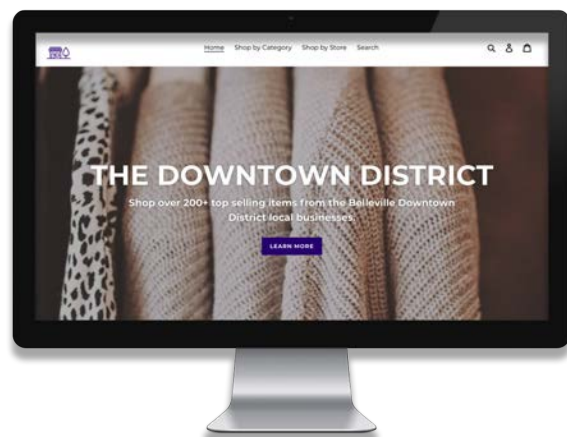 Home Shop by Category Shop by Store Search
THE DOWNTOWN DISTRICT
Shop over 200+ top selling items from the Belleville Downtown
District local businesses.
LEARN MORE